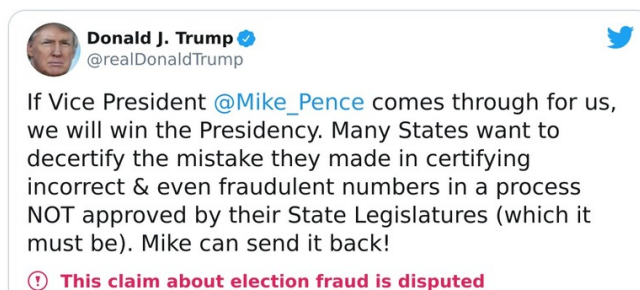 Donald J. Trump
@realDonaldTrump
If Vice President @Mike_Pence comes through for us,
we will win the Presidency. Many States want to
decertify the mistake they made in certifying
incorrect & even fraudulent numbers in a process
NOT approved by their State Legislatures (which it
must be). Mike can send it back!
This claim about election fraud is disputed